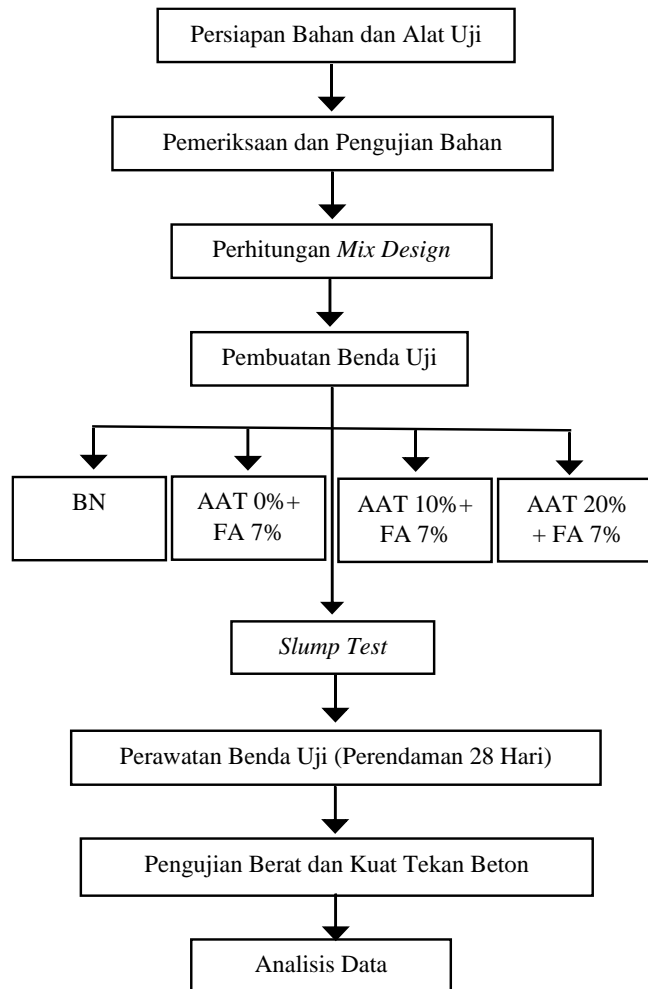 Persiapan Bahan dan Alat Uji
Pemeriksaan dan Pengujian Bahan
Perhitungan Mix Design
Pembuatan Benda Uji
BN
AAT 0% +
FA 7%
AAT 10% +
FA 7%
AAT 20%
+ FA 7%
Slump Test
Perawatan Benda Uji (Perendaman 28 Hari)
Pengujian Berat dan Kuat Tekan Beton
Analisis Data